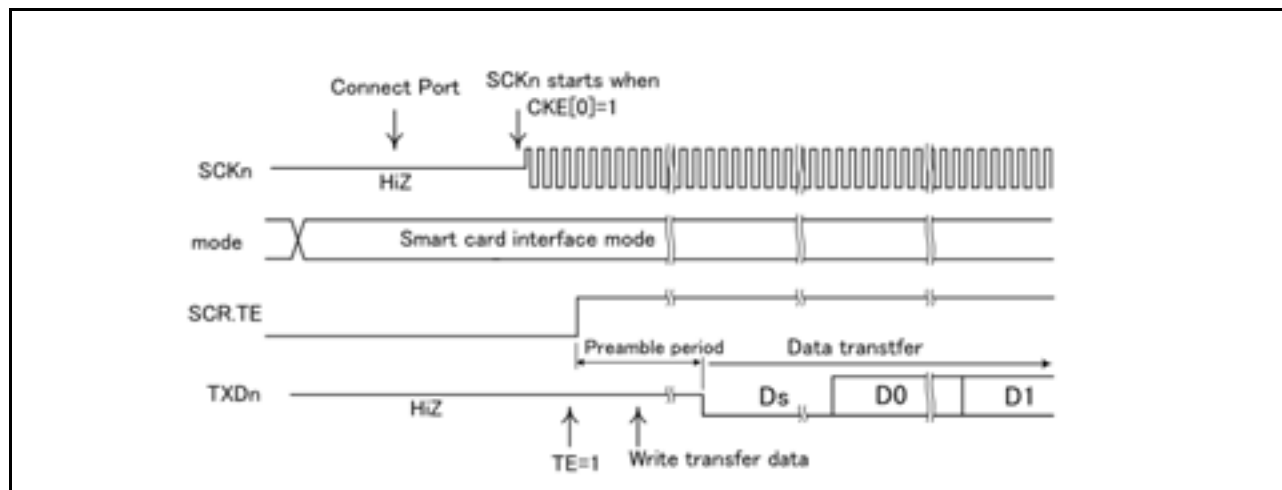 Connect Port
SCKn starts when
CKE[0]=1
SCKn
HiZ
mode
Smart card interface mode
SCR.TE
Preamble period
Data transtfer
TXDn
HiZ
Ds
D0
D1
TE=1
Write transfer data